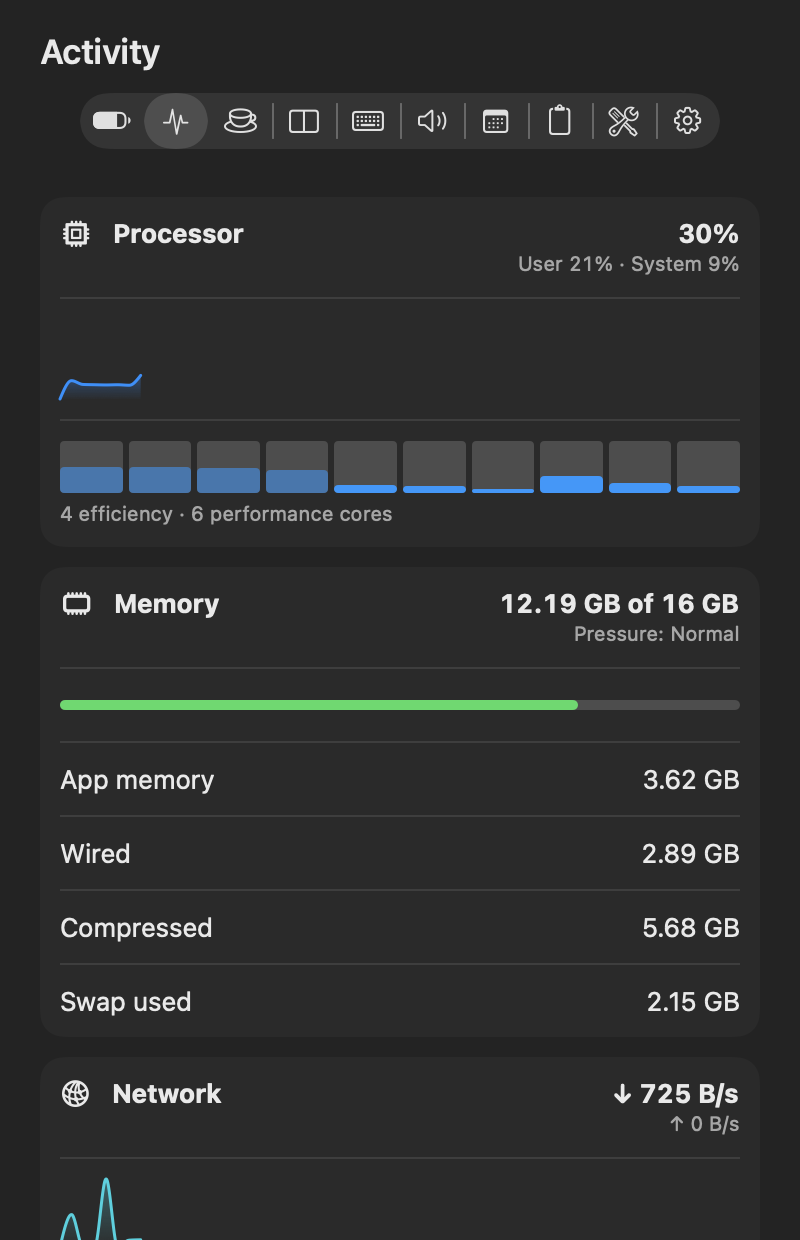 Activity
Processor
30%
User 21% · System 9%
4 efficiency · 6 performance cores
Memory
12.19 GB of 16 GB
Pressure: Normal
App memory
3.62 GB
Wired
2.89 GB
Compressed
5.68 GB
Swap used
2.15 GB
Network
↓ 725 B/s
↑ 0 B/s